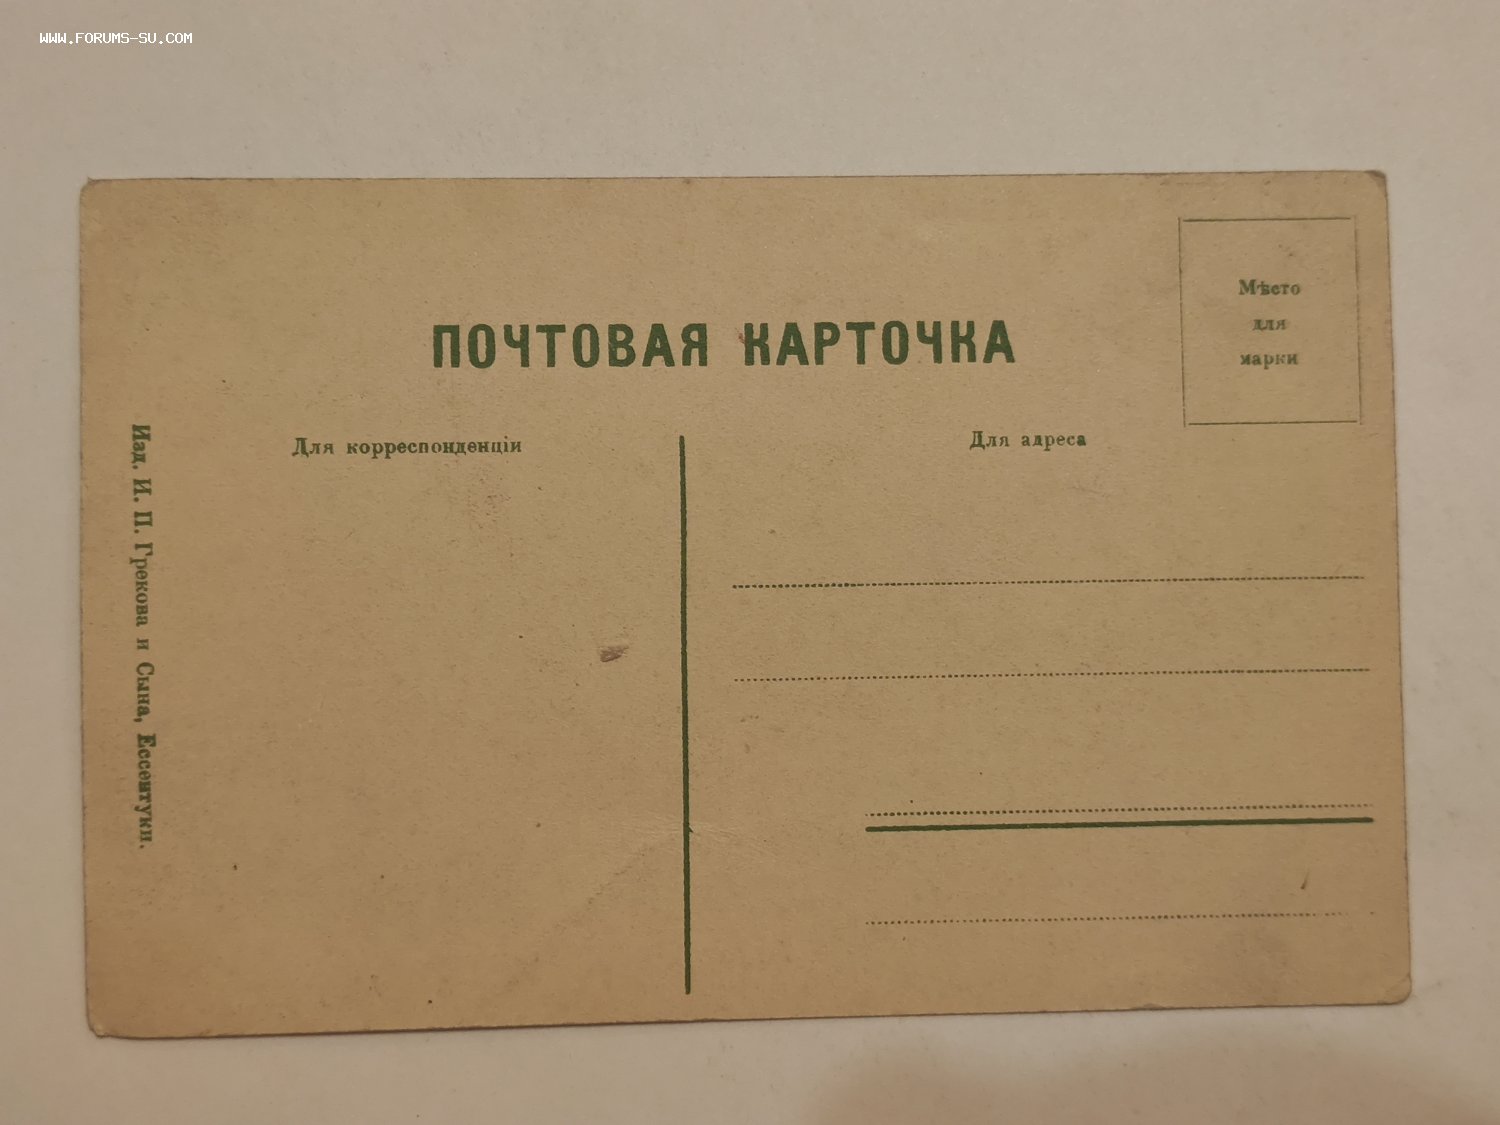 WWW.FORUMS-SU.COM
ПОЧТОВАЯ КАРТОЧКА
Мѣсто
для
марки
Для корреспонденціи
Для адреса
Изд. И. П. Грекова и Сына, Ессентуки.